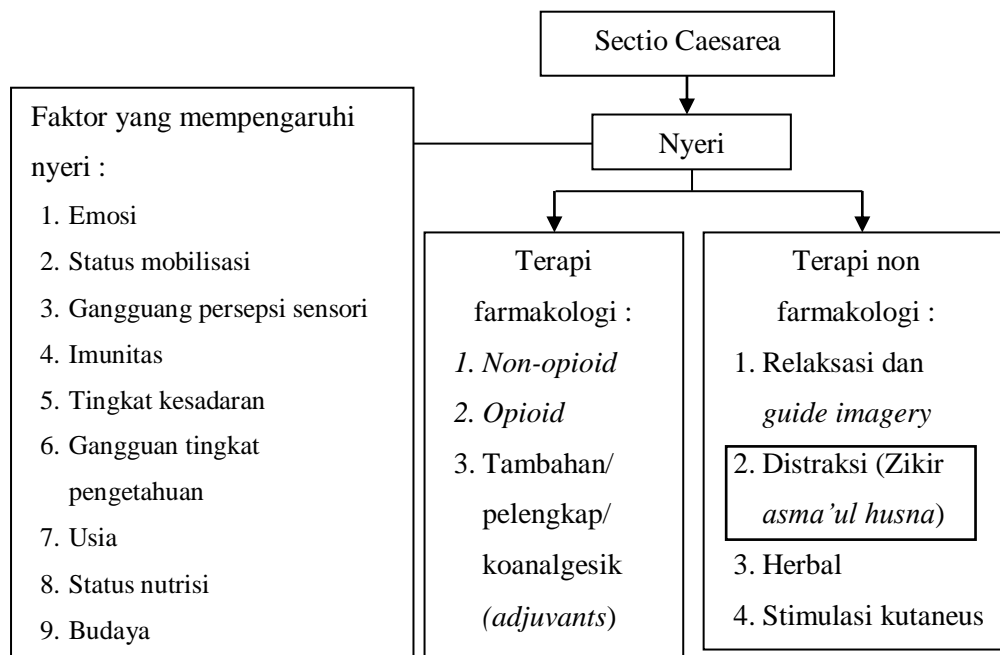 Sectio Caesarea
Nyeri
Faktor yang mempengaruhi
nyeri :
1. Emosi
2. Status mobilisasi
3. Gangguang persepsi sensori
4. Imunitas
5. Tingkat kesadaran
6. Gangguan tingkat
pengetahuan
7. Usia
8. Status nutrisi
9. Budaya
Terapi
farmakologi :
1. Non-opioid
2. Opioid
3. Tambahan/
pelengkap/
koanalgesik
(adjuvants)
Terapi non
farmakologi :
1. Relaksasi dan
guide imagery
2. Distraksi (Zikir
asma’ul husna)
3. Herbal
4. Stimulasi kutaneus